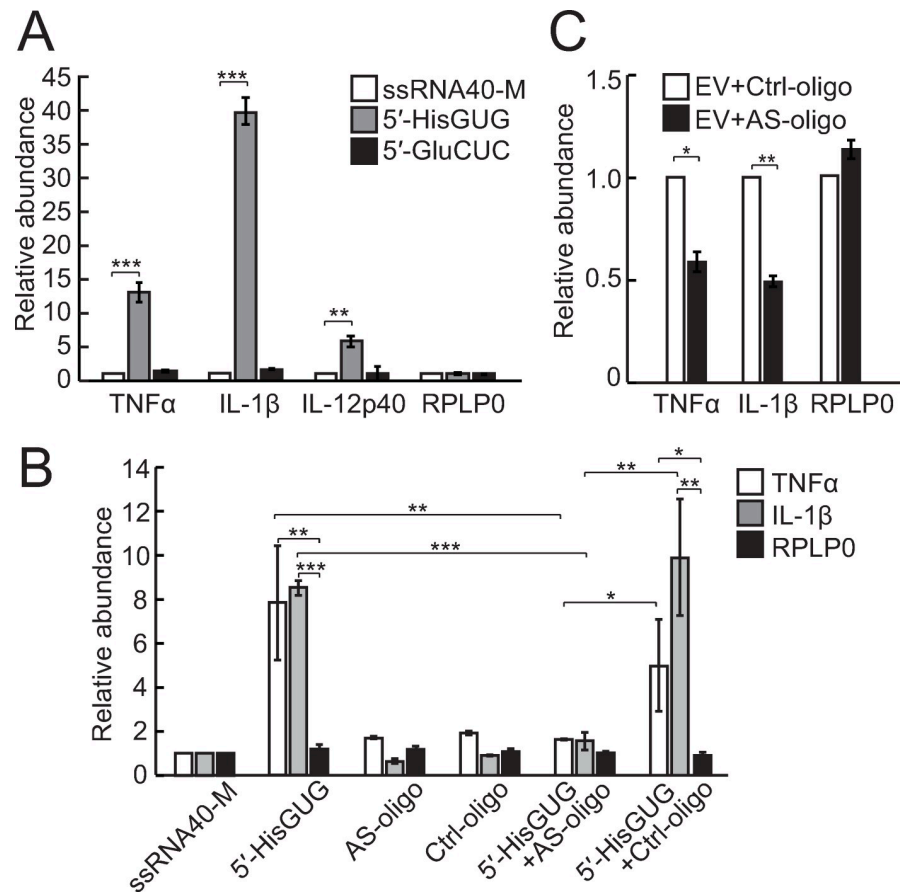 A
Relative abundance
45
40
35
30
25
20
15
10
5
0
***
***
**
ssRNA40-M
5′-HisGUG
5′-GluCUC
TNFα IL-1β IL-12p40 RPLP0
C
Relative abundance
1.5
1.0
0.5
0
EV+Ctrl-oligo
EV+AS-oligo
*
**
TNFα IL-1β RPLP0
B
Relative abundance
14
12
10
8
6
4
2
0
**
***
**
***
*
**
*
**
TNFα
IL-1β
RPLP0
ssRNA40-M
5′-HisGUG
AS-oligo
Ctrl-oligo
5′-HisGUG
+AS-oligo
5′-HisGUG
+Ctrl-oligo